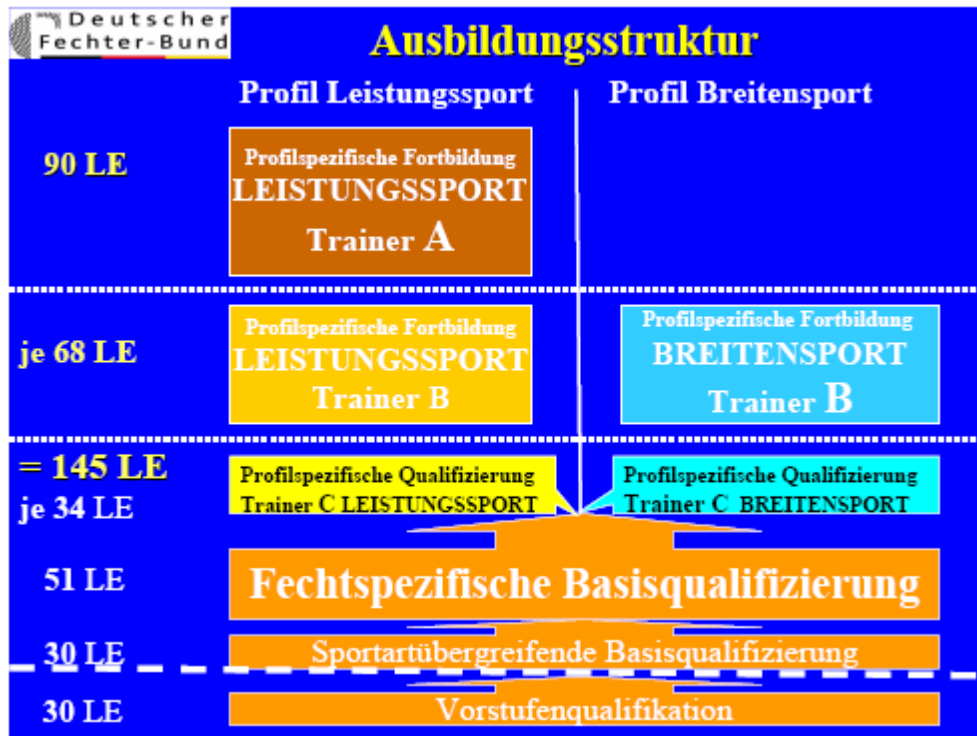 Deutscher
Fechter-Bund
Ausbildungsstruktur
Profil Leistungssport
Profil Breitensport
90 LE
Profilspezifische Fortbildung
LEISTUNGSSPORT
Trainer A
je 68 LE
Profilspezifische Fortbildung
LEISTUNGSSPORT
Trainer B
Profilspezifische Fortbildung
BREITENSPORT
Trainer B
= 145 LE
je 34 LE
Profilspezifische Qualifizierung
Trainer C LEISTUNGSSPORT
Profilspezifische Qualifizierung
Trainer C BREITENSPORT
51 LE
Fechtspezifische Basisqualifizierung
30 LE
Sportartübergreifende Basisqualifizierung
30 LE
Vorstufenqualifikation